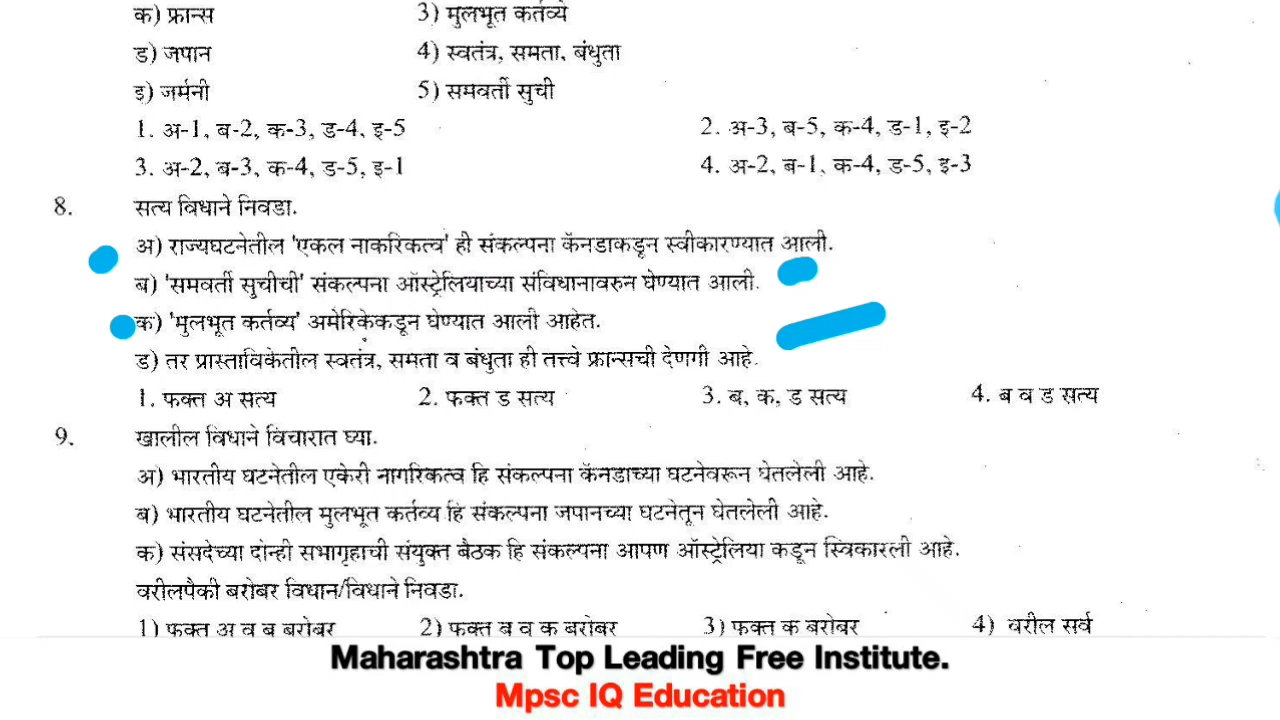 क) फ्रान्स 3) मुलभूत कर्तव्ये
ड) जपान 4) स्वतंत्र, समता, बंधुता
इ) जर्मनी 5) समवर्ती सुची
1. अ-1, ब-2, क-3, ड-4, इ-5 2. अ-3, ब-5, क-4, ड-1, इ-2
3. अ-2, ब-3, क-4, ड-5, इ-1 4. अ-2, ब-1, क-4, ड-5, इ-3
8. सत्य विधाने निवडा.
अ) राज्यघटनेतील 'एकल नाकरिकत्व' ही संकल्पना कॅनडाकडून स्वीकारण्यात आली.
ब) 'समवर्ती सुचीची' संकल्पना ऑस्ट्रेलियाच्या संविधानावरुन घेण्यात आली.
क) 'मुलभूत कर्तव्य' अमेरिकेकडून घेण्यात आली आहेत.
ड) तर प्रास्ताविकेतील स्वतंत्र, समता व बंधुता ही तत्त्वे फ्रान्सची देणगी आहे.
1. फक्त अ सत्य 2. फक्त ड सत्य 3. ब, क, ड सत्य 4. ब व ड सत्य
9. खालील विधाने विचारात घ्या.
अ) भारतीय घटनेतील एकेरी नागरिकत्व हि संकल्पना कॅनडाच्या घटनेवरून घेतलेली आहे.
ब) भारतीय घटनेतील मुलभूत कर्तव्य हि संकल्पना जपानच्या घटनेतून घेतलेली आहे.
क) संसदेच्या दोन्ही सभागृहाची संयुक्त बैठक हि संकल्पना आपण ऑस्ट्रेलिया कडून स्विकारली आहे.
वरीलपैकी बरोबर विधान/विधाने निवडा.
1) फक्त अ व ब बरोबर 2) फक्त ब व क बरोबर 3) फक्त क बरोबर 4) वरील सर्व
Maharashtra Top Leading Free Institute.
Mpsc IQ Education